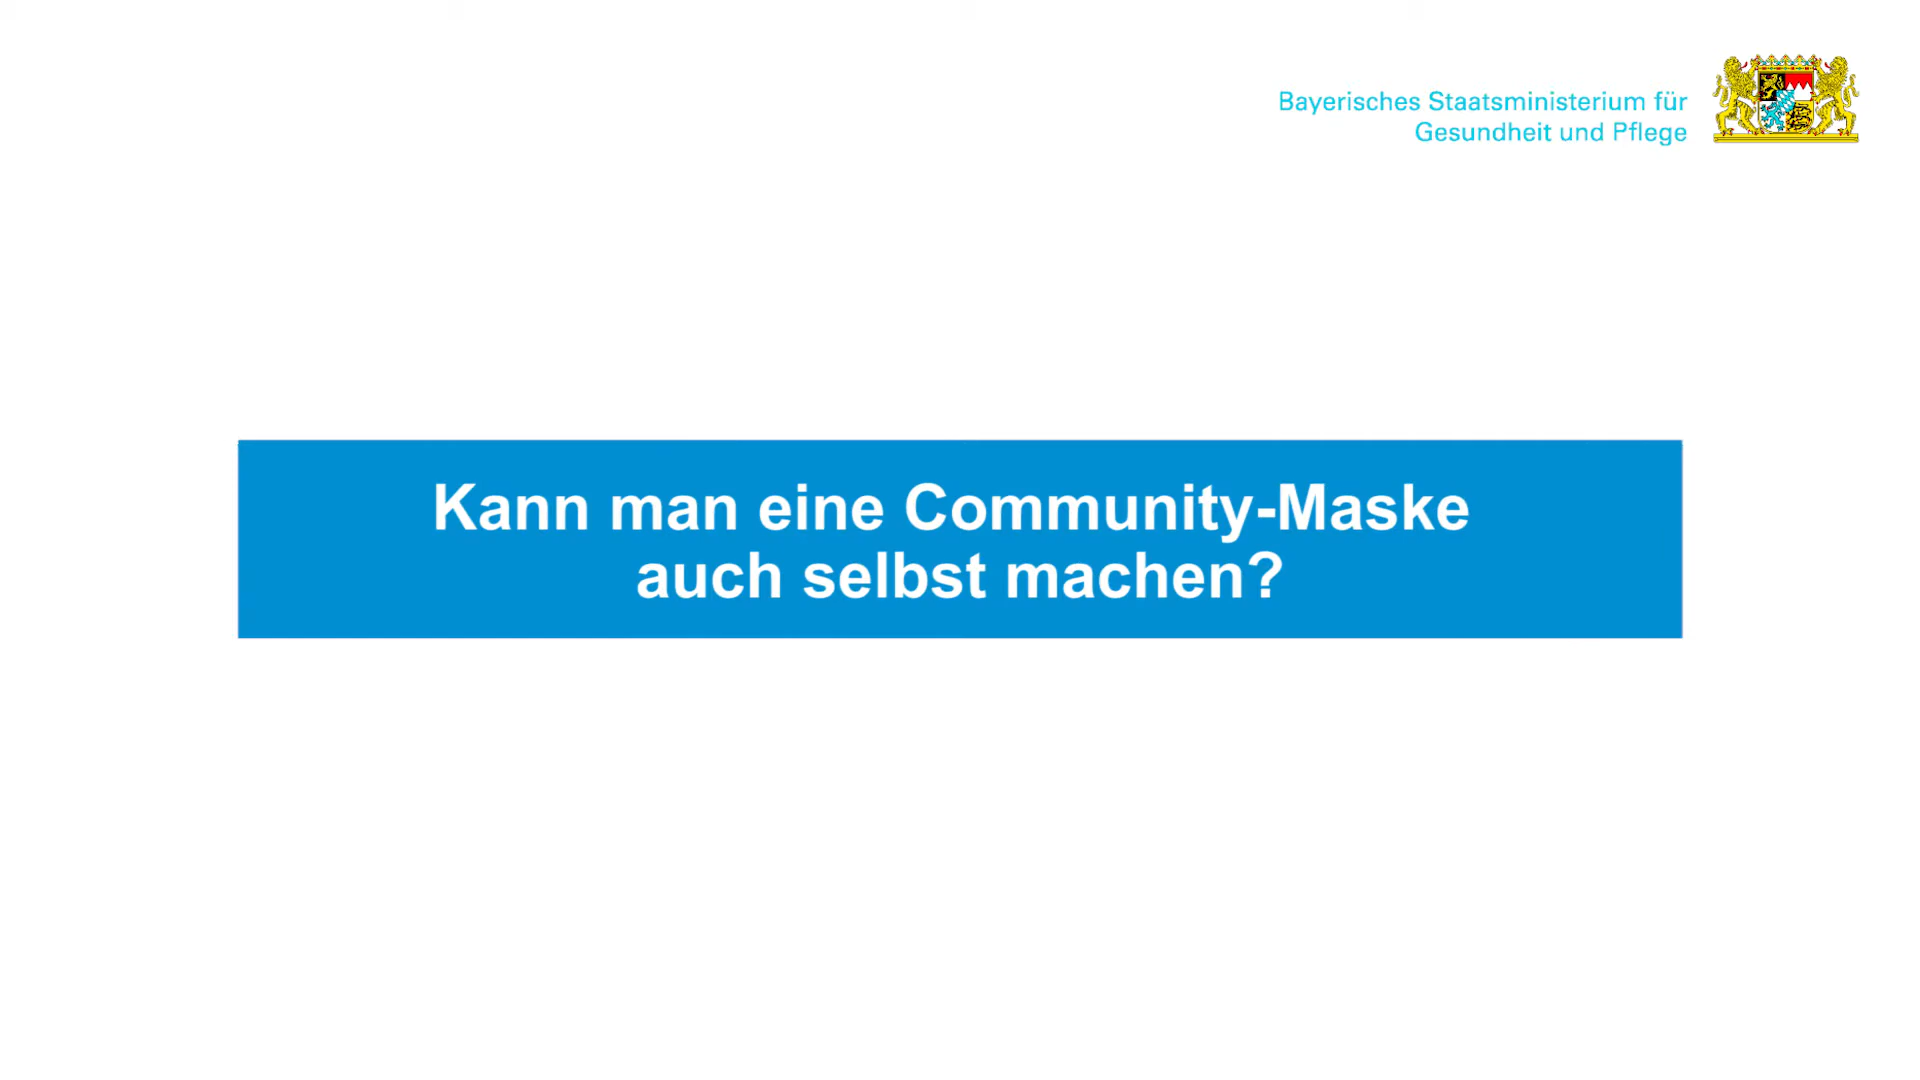 Bayerisches Staatsministerium für
Gesundheit und Pflege
Kann man eine Community-Maske
auch selbst machen?